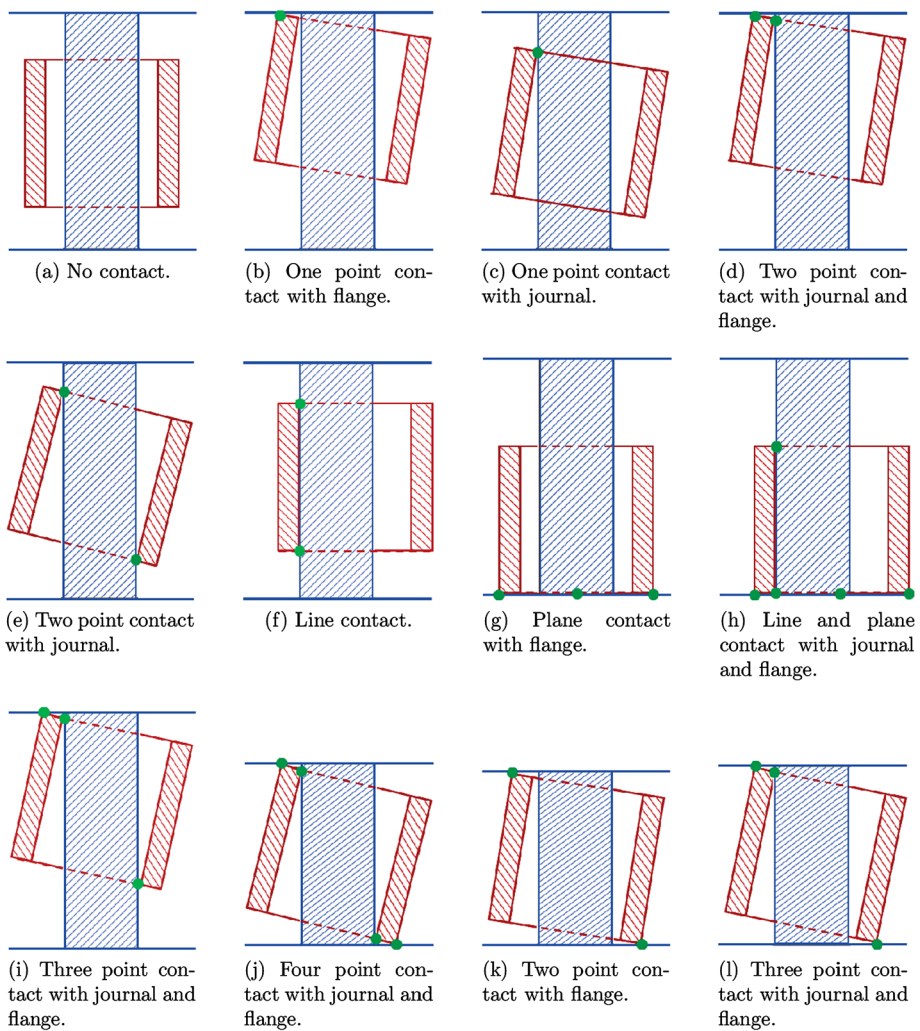 (a) No contact.
(b) One point con-
tact with flange.
(c) One point contact
with journal.
(d) Two point con-
tact with journal and
flange.
(e) Two point contact
with journal.
(f) Line contact.
(g) Plane contact
with flange.
(h) Line and plane
contact with journal
and flange.
(i) Three point con-
tact with journal and
flange.
(j) Four point con-
tact with journal and
flange.
(k) Two point con-
tact with flange.
(l) Three point con-
tact with journal and
flange.